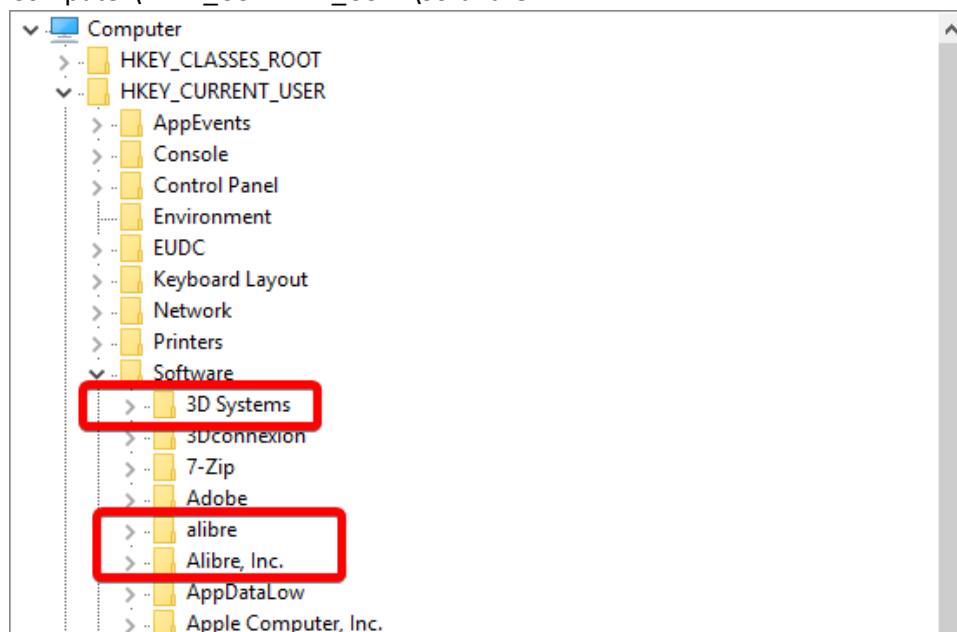 Computer
HKEY_CLASSES_ROOT
HKEY_CURRENT_USER
AppEvents
Console
Control Panel
Environment
EUDC
Keyboard Layout
Network
Printers
Software
3D Systems
3Dconnexion
7-Zip
Adobe
alibre
Alibre, Inc.
AppDataLow
Apple Computer, Inc.